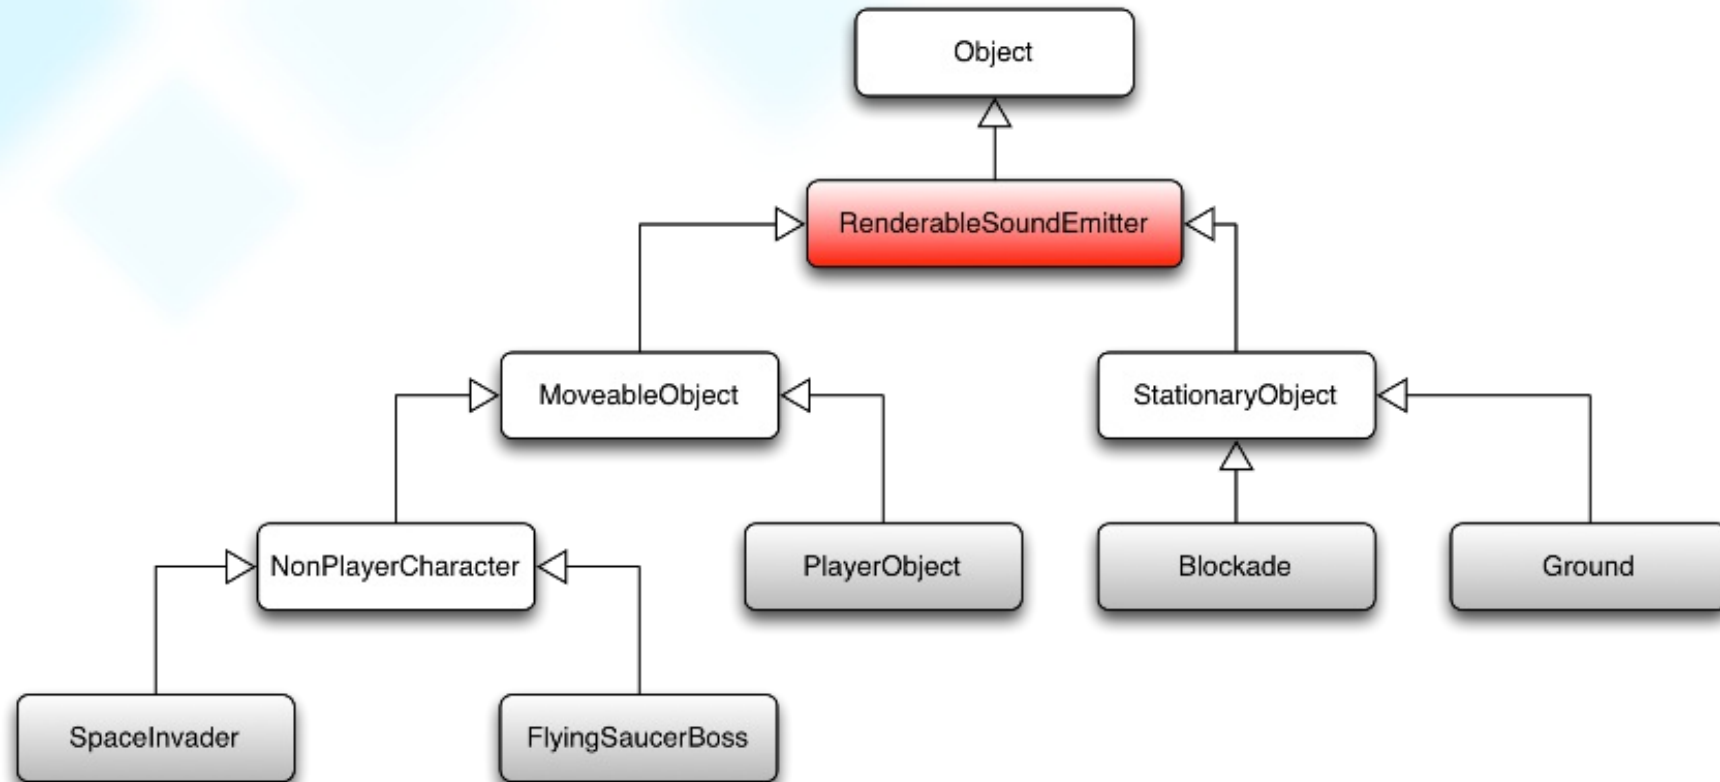 Object
RenderableSoundEmitter
MoveableObject
StationaryObject
NonPlayerCharacter
PlayerObject
Blockade
Ground
SpaceInvader
FlyingSaucerBoss